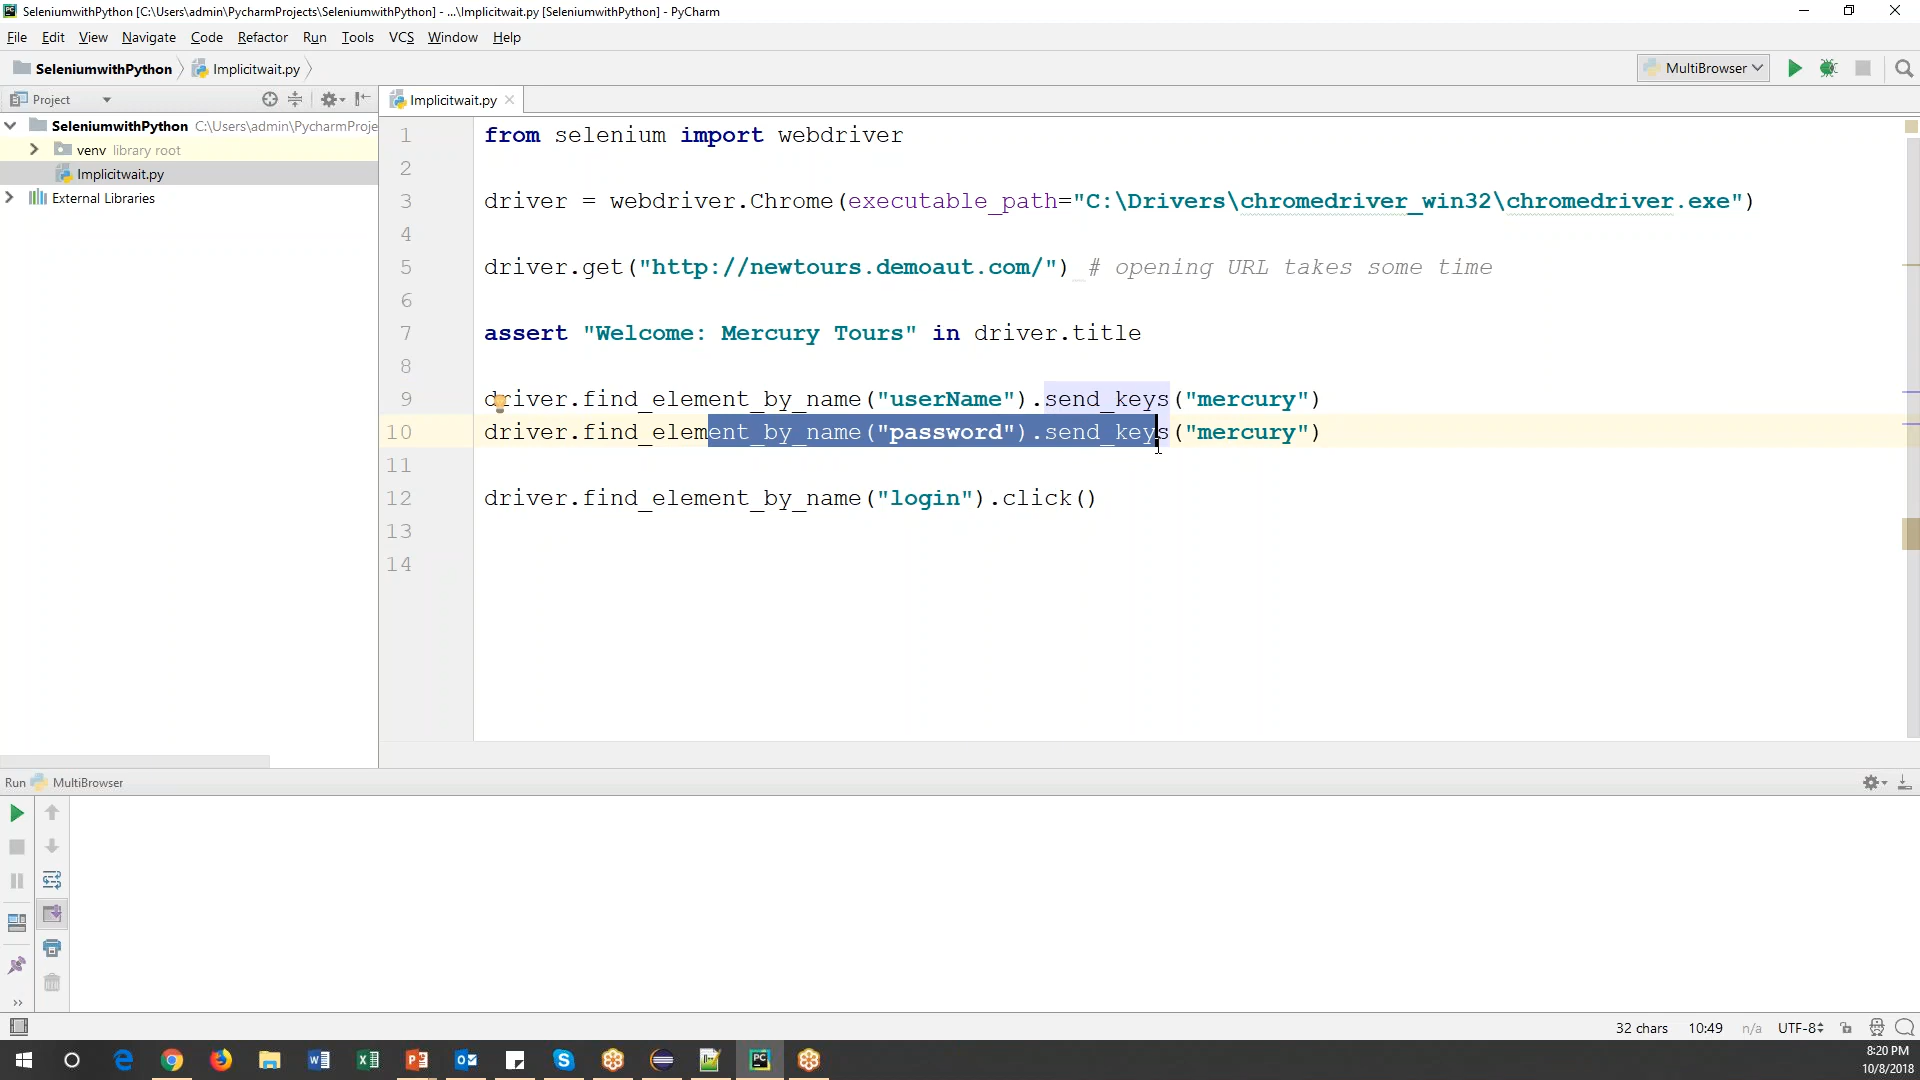 SeleniumwithPython [C:\Users\admin\PycharmProjects\SeleniumwithPython] - ...\Implicitwait.py [SeleniumwithPython] - PyCharm
File Edit View Navigate Code Refactor Run Tools VCS Window Help
SeleniumwithPython Implicitwait.py MultiBrowser
Project Implicitwait.py
SeleniumwithPython C:\Users\admin\PycharmProje
venv library root
Implicitwait.py
External Libraries
1 from selenium import webdriver
2
3 driver = webdriver.Chrome(executable_path="C:\Drivers\chromedriver_win32\chromedriver.exe")
4
5 driver.get("http://newtours.demoaut.com/") # opening URL takes some time
6
7 assert "Welcome: Mercury Tours" in driver.title
8
9 driver.find_element_by_name("userName").send_keys("mercury")
10 driver.find_element_by_name("password").send_keys("mercury")
11
12 driver.find_element_by_name("login").click()
13
14
Run MultiBrowser
32 chars 10:49 n/a UTF-8
8:20 PM
10/8/2018